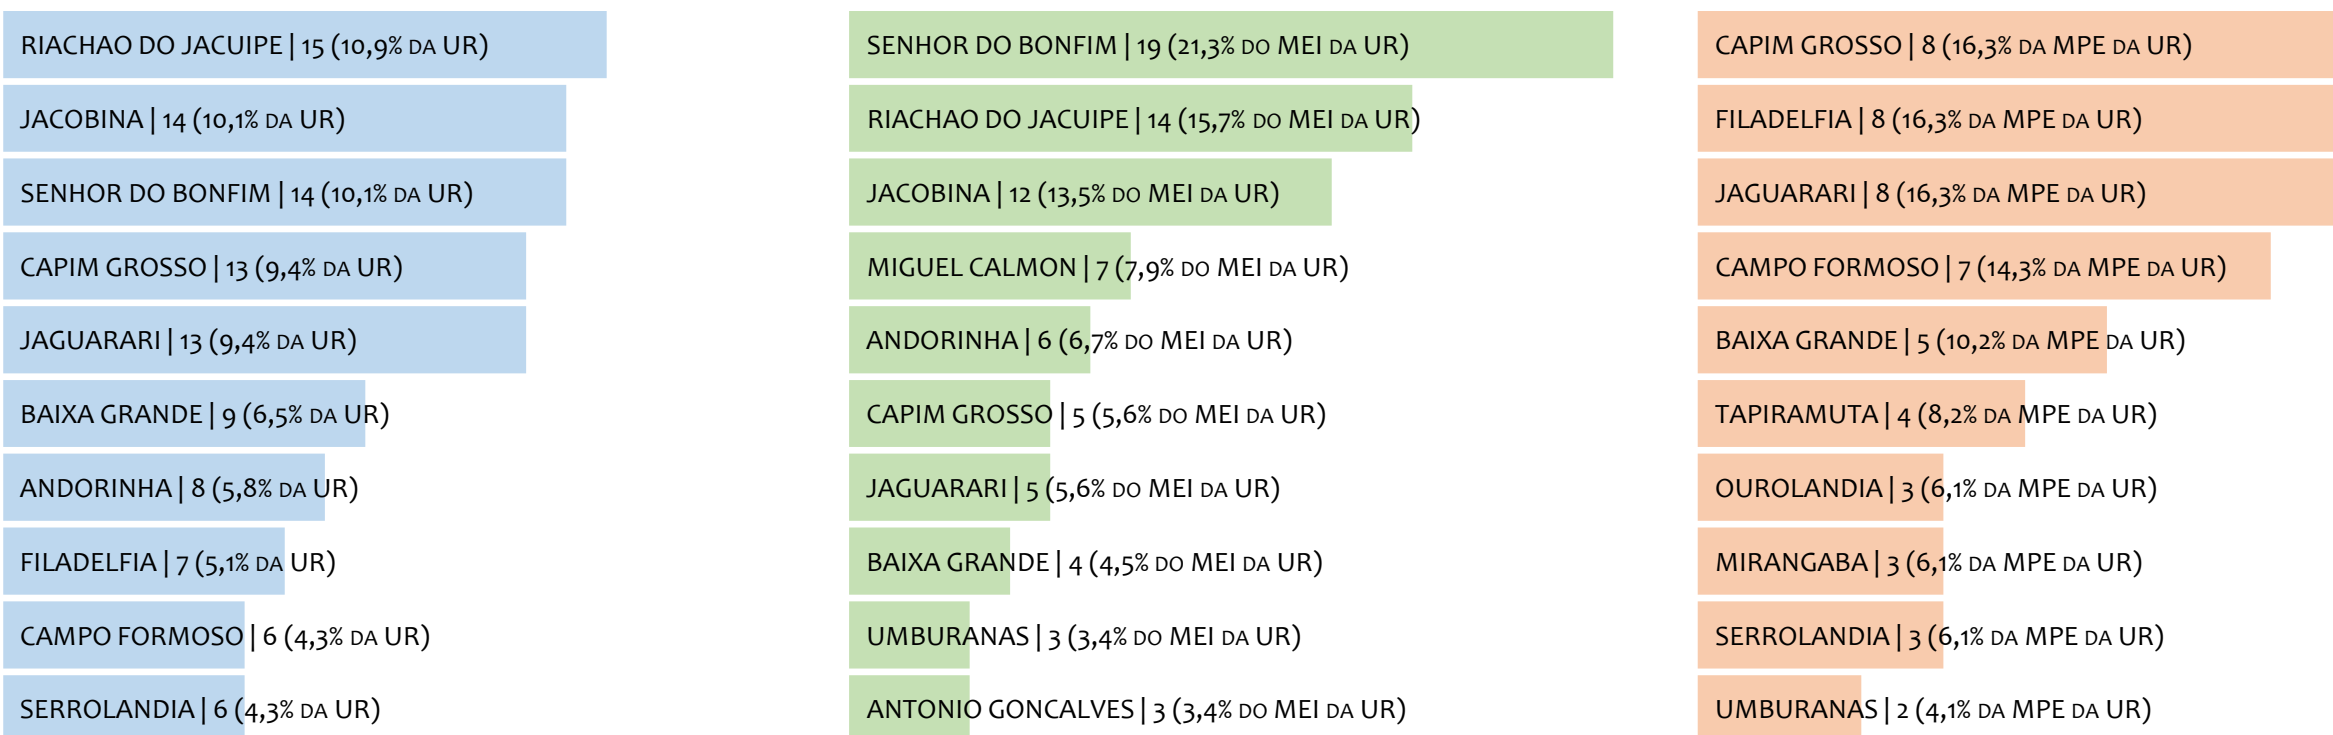 RIACHAO DO JACUIPE | 15 (10,9% DA UR)
JACOBINA | 14 (10,1% DA UR)
SENHOR DO BONFIM | 14 (10,1% DA UR)
CAPIM GROSSO | 13 (9,4% DA UR)
JAGUARARI | 13 (9,4% DA UR)
BAIXA GRANDE | 9 (6,5% DA UR)
ANDORINHA | 8 (5,8% DA UR)
FILADELFIA | 7 (5,1% DA UR)
CAMPO FORMOSO | 6 (4,3% DA UR)
SERROLANDIA | 6 (4,3% DA UR)
SENHOR DO BONFIM | 19 (21,3% DO MEI DA UR)
RIACHAO DO JACUIPE | 14 (15,7% DO MEI DA UR)
JACOBINA | 12 (13,5% DO MEI DA UR)
MIGUEL CALMON | 7 (7,9% DO MEI DA UR)
ANDORINHA | 6 (6,7% DO MEI DA UR)
CAPIM GROSSO | 5 (5,6% DO MEI DA UR)
JAGUARARI | 5 (5,6% DO MEI DA UR)
BAIXA GRANDE | 4 (4,5% DO MEI DA UR)
UMBURANAS | 3 (3,4% DO MEI DA UR)
ANTONIO GONCALVES | 3 (3,4% DO MEI DA UR)
CAPIM GROSSO | 8 (16,3% DA MPE DA UR)
FILADELFIA | 8 (16,3% DA MPE DA UR)
JAGUARARI | 8 (16,3% DA MPE DA UR)
CAMPO FORMOSO | 7 (14,3% DA MPE DA UR)
BAIXA GRANDE | 5 (10,2% DA MPE DA UR)
TAPIRAMUTA | 4 (8,2% DA MPE DA UR)
OUROLANDIA | 3 (6,1% DA MPE DA UR)
MIRANGABA | 3 (6,1% DA MPE DA UR)
SERROLANDIA | 3 (6,1% DA MPE DA UR)
UMBURANAS | 2 (4,1% DA MPE DA UR)